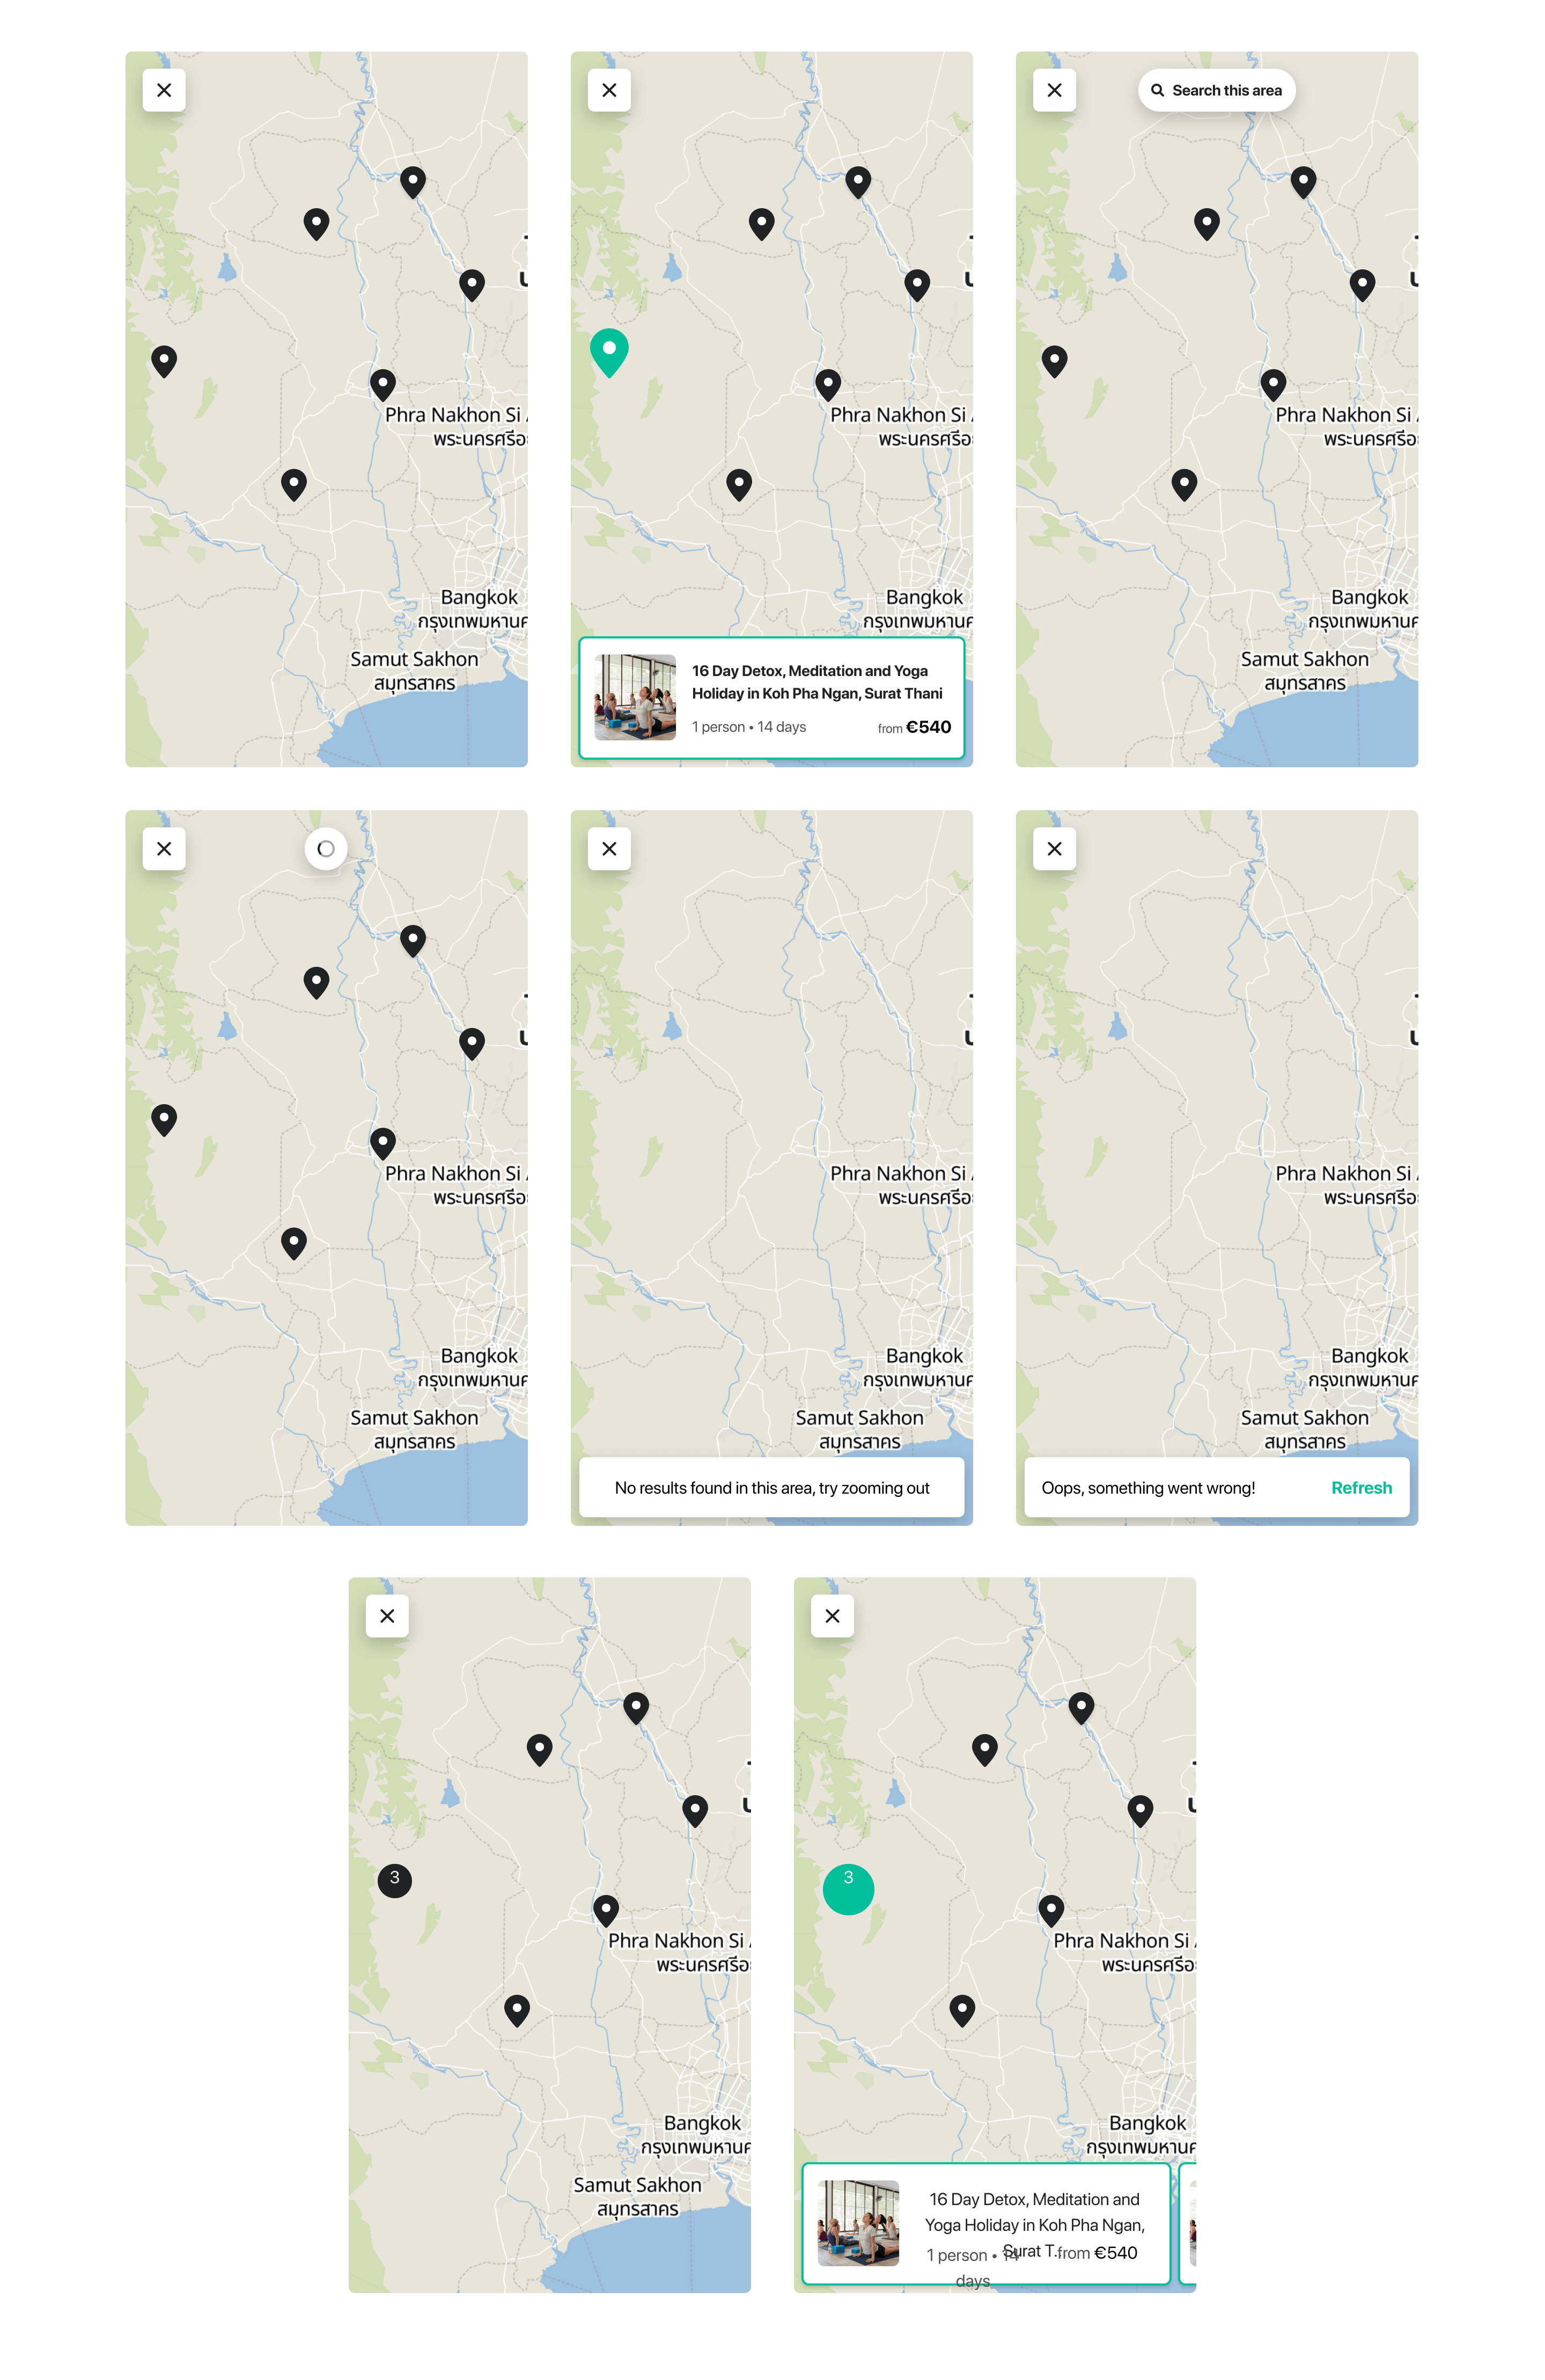 Phra Nakhon Si
พระนครศรีอ
Bangkok
กรุงเทพมหานค
Samut Sakhon
สมุทรสาคร
Phra Nakhon Si
พระนครศรีอ
Bangkok
กรุงเทพมหานค
16 Day Detox, Meditation and Yoga
Holiday in Koh Pha Ngan, Surat Thani
1 person • 14 days
from €540
Search this area
Phra Nakhon Si
พระนครศรีอ
Bangkok
กรุงเทพมหานค
Samut Sakhon
สมุทรสาคร
Phra Nakhon Si
พระนครศรีอ
Bangkok
กรุงเทพมหานค
Samut Sakhon
สมุทรสาคร
Phra Nakhon Si
พระนครศรีอ
Bangkok
กรุงเทพมหานค
Samut Sakhon
สมุทรสาคร
No results found in this area, try zooming out
Phra Nakhon Si
พระนครศรีอ
Bangkok
กรุงเทพมหานค
Samut Sakhon
สมุทรสาคร
Oops, something went wrong!
Refresh
3
Phra Nakhon Si
พระนครศรีอ
Bangkok
กรุงเทพมหานค
Samut Sakhon
สมุทรสาคร
3
Phra Nakhon Si
พระนครศรีอ
Bangkok
กรุงเทพมหานค
16 Day Detox, Meditation and
Yoga Holiday in Koh Pha Ngan,
Surat T...
1 person • 14
days
from €540